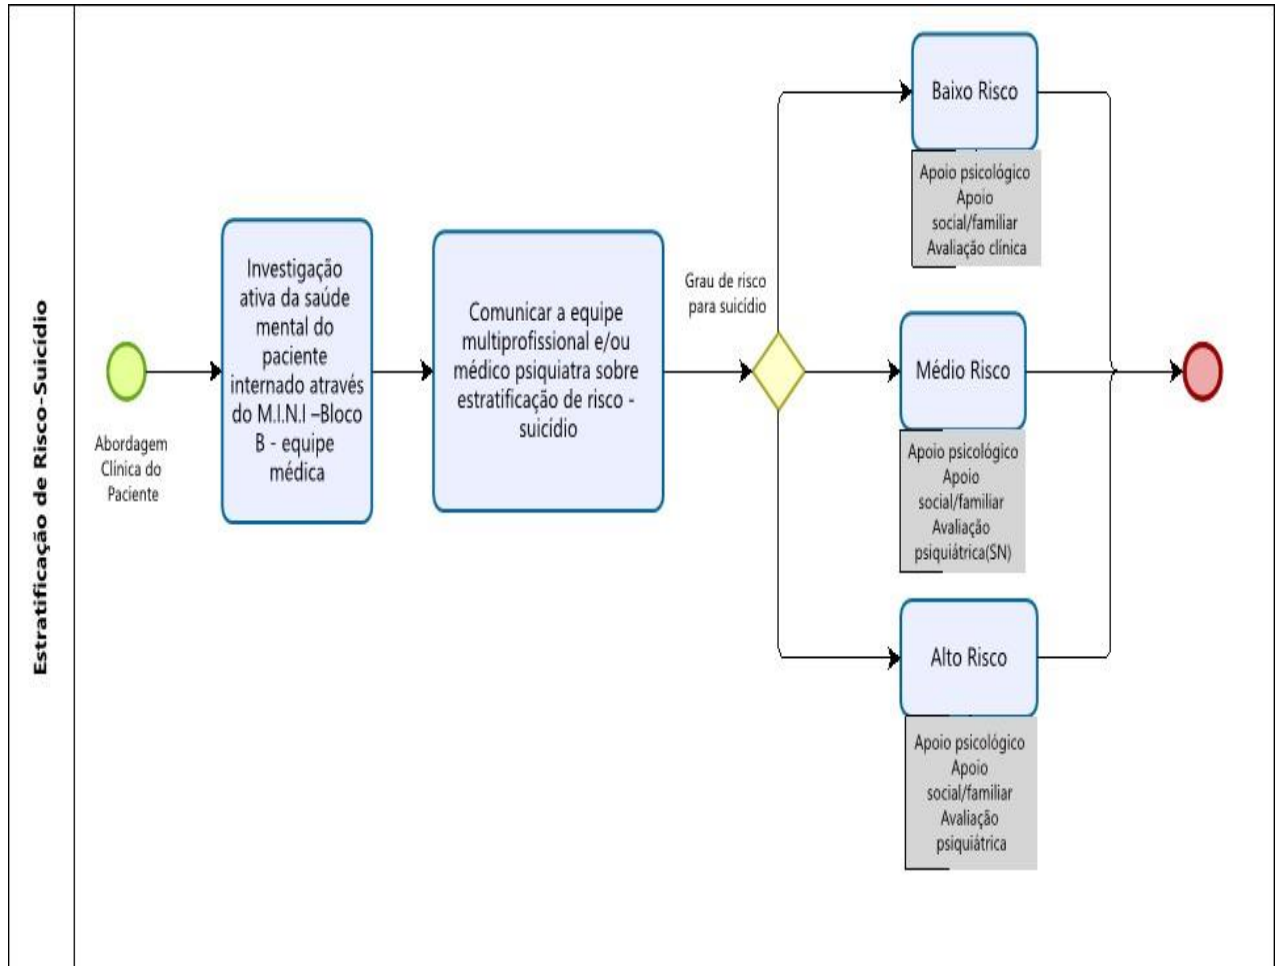 Estratificação de Risco-Suicídio
Abordagem
Clínica do
Paciente
Investigação
ativa da saúde
mental do
paciente
internado através
do M.I.N.I –Bloco
B - equipe
médica
Comunicar a equipe
multiprofissional e/ou
médico psiquiatra sobre
estratificação de risco -
suicídio
Grau de risco
para suicídio
Baixo Risco
Apoio psicológico
Apoio
social/familiar
Avaliação clínica
Médio Risco
Apoio psicológico
Apoio
social/familiar
Avaliação
psiquiátrica(SN)
Alto Risco
Apoio psicológico
Apoio
social/familiar
Avaliação
psiquiátrica